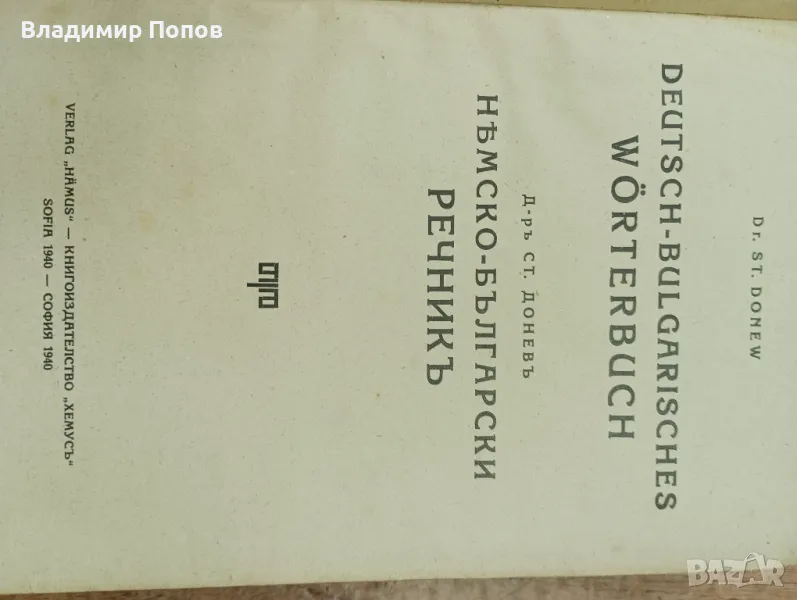 Владимир Попов
Dr. ST. DONEW
DEUTSCH-BULGARISCHES
WÖRTERBUCH
Д-ръ СТ. ДОНЕВЪ
НѢМСКО-БЪЛГАРСКИ
РЕЧНИКЪ
VERLAG „HÄMUS" — КНИГОИЗДАТЕЛСТВО „ХЕМУСЪ"
SOFIA 1940 — СОФИЯ 1940
BAZAR